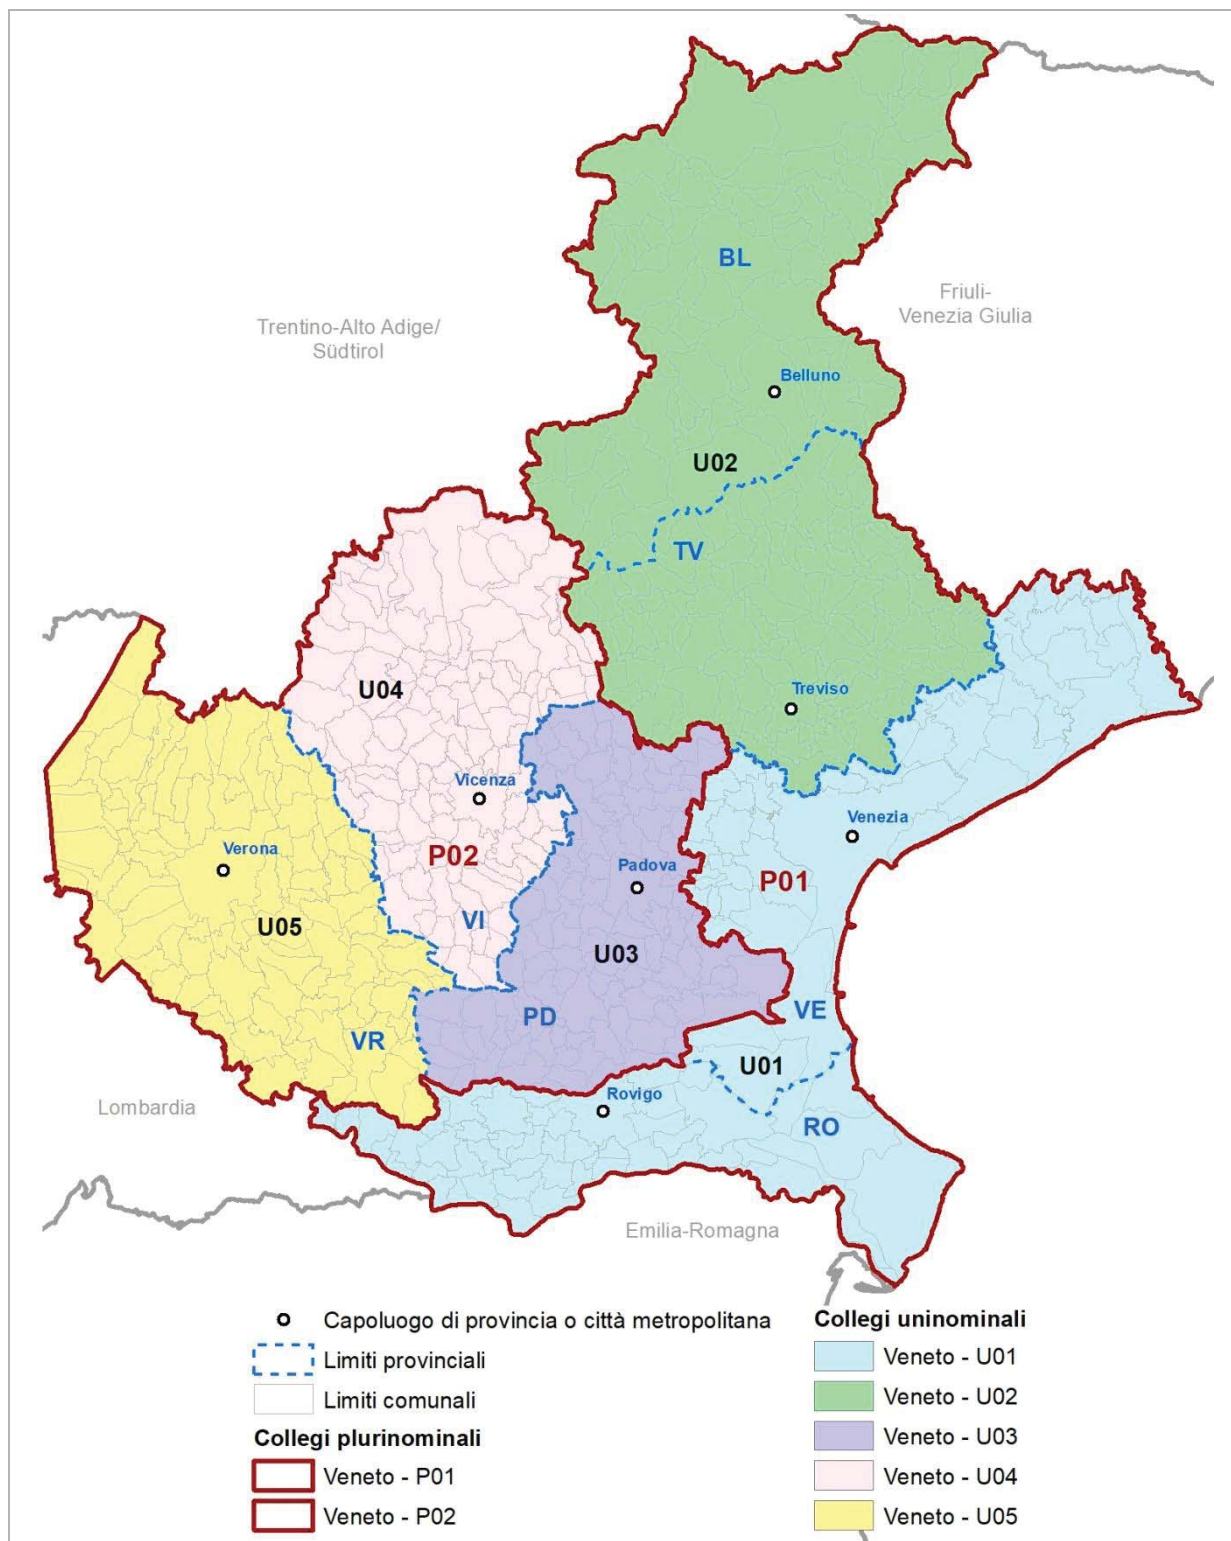 BL
Friuli-
Venezia Giulia
Trentino-Alto Adige/
Südtirol
Belluno
U02
TV
U04
Treviso
Vicenza
Venezia
Verona
P02
Padova
P01
VI
U05
U03
PD
VE
VR
U01
Rovigo
Lombardia
RO
Emilia-Romagna
Capoluogo di provincia o città metropolitana
Limiti provinciali
Limiti comunali
Collegi plurinominali
Veneto - P01
Veneto - P02
Collegi uninominali
Veneto - U01
Veneto - U02
Veneto - U03
Veneto - U04
Veneto - U05